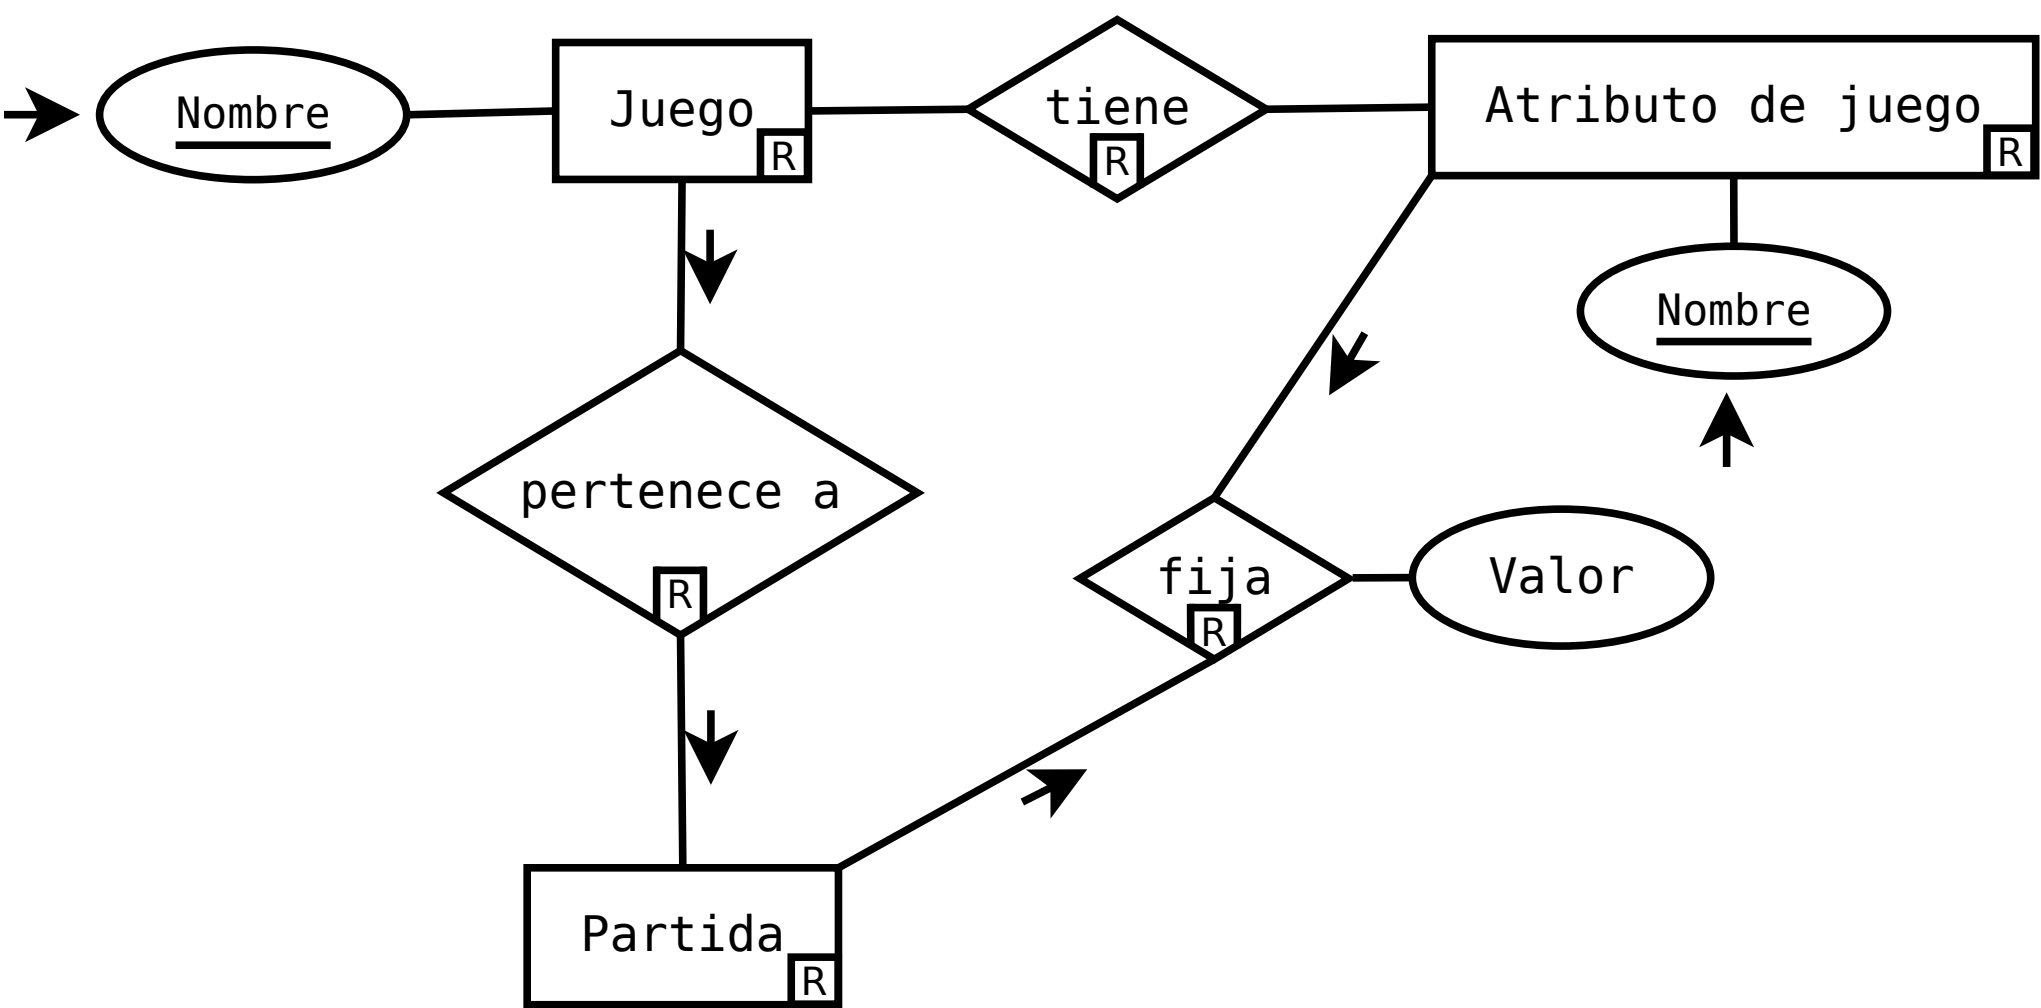 Nombre
Juego
R
tiene
R
Atributo de juego
R
Nombre
pertenece a
R
fija
R
Valor
Partida
R